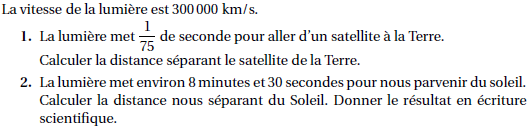 La vitesse de la lumière est 300 000 km/s.
1. La lumière met 1/75 de seconde pour aller d'un satellite à la Terre.
Calculer la distance séparant le satellite de la Terre.
2. La lumière met environ 8 minutes et 30 secondes pour nous parvenir du soleil.
Calculer la distance nous séparant du Soleil. Donner le résultat en écriture
scientifique.